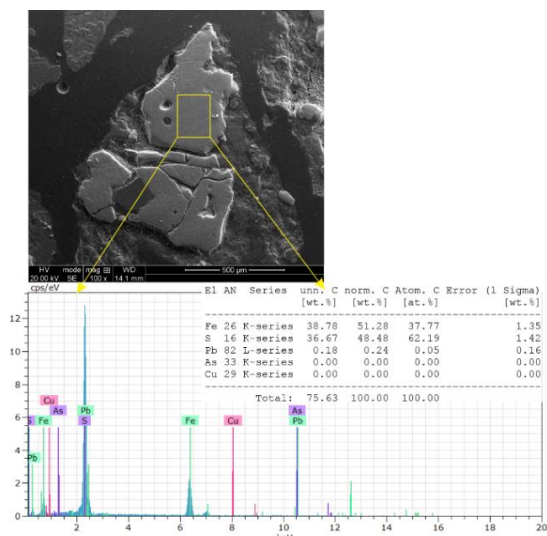 HV mode mag ⊞ WD 500 μm
20.00 kV SE 100 x 14.1 mm
cps/eV
El AN Series unn. C norm. C Atom. C Error (1 Sigma)
[wt.%] [wt.%] [at.%] [wt.%]
Fe 26 K-series 38.78 51.28 37.77 1.35
S 16 K-series 36.67 48.48 62.19 1.42
Pb 82 L-series 0.18 0.24 0.05 0.16
As 33 K-series 0.00 0.00 0.00 0.00
Cu 29 K-series 0.00 0.00 0.00 0.00
Total: 75.63 100.00 100.00
12
10
8
6
4
2
0
Cu
As Pb As
S Fe S Fe Cu Pb
Pb
2 4 6 8 10 12 14 16 18 20